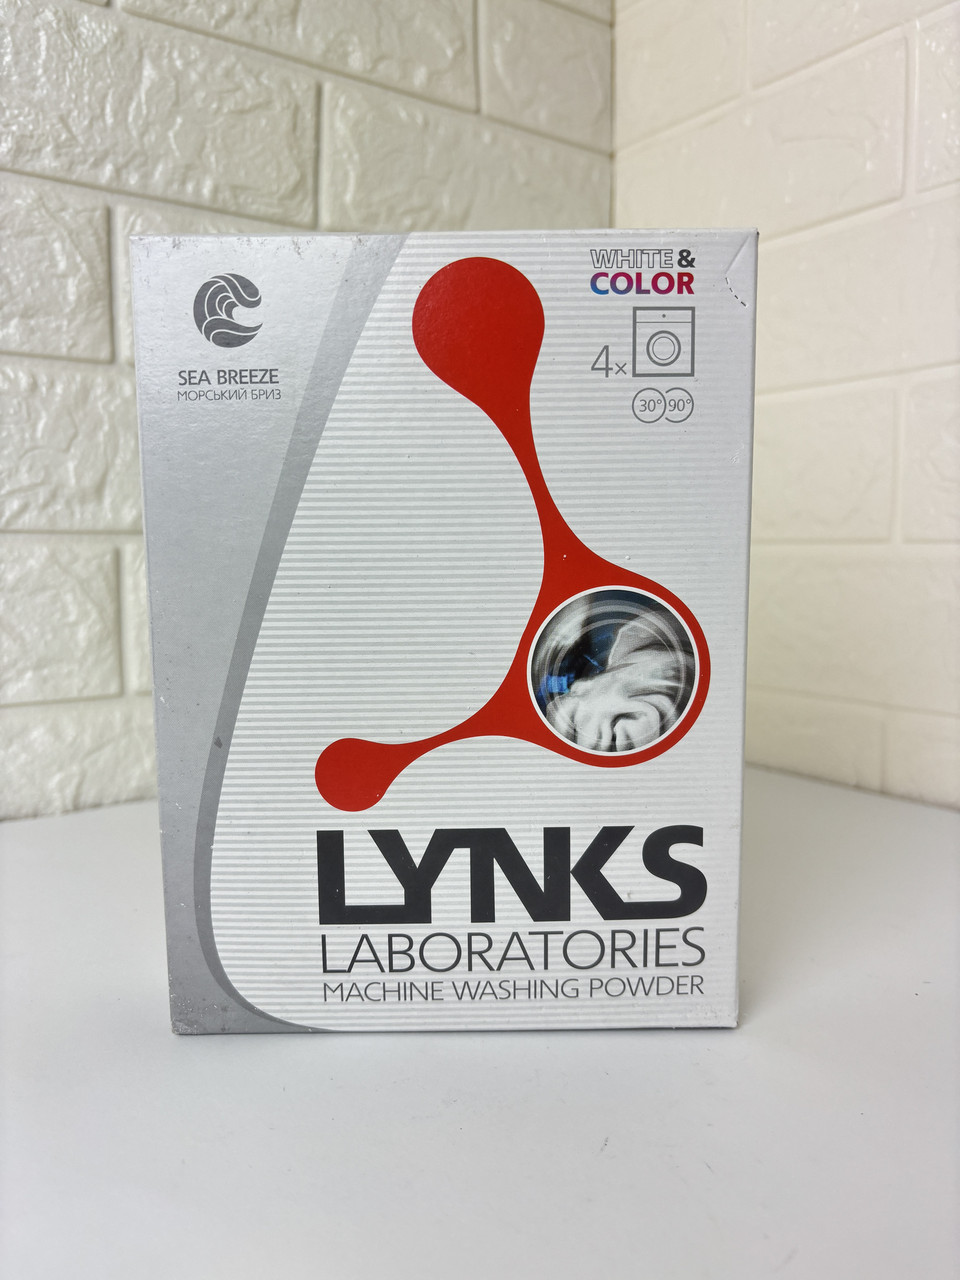 SEA BREEZE
МОРСЬКИЙ БРИЗ
WHITE &
COLOR
4×
30° 90°
LYNKS
LABORATORIES
MACHINE WASHING POWDER